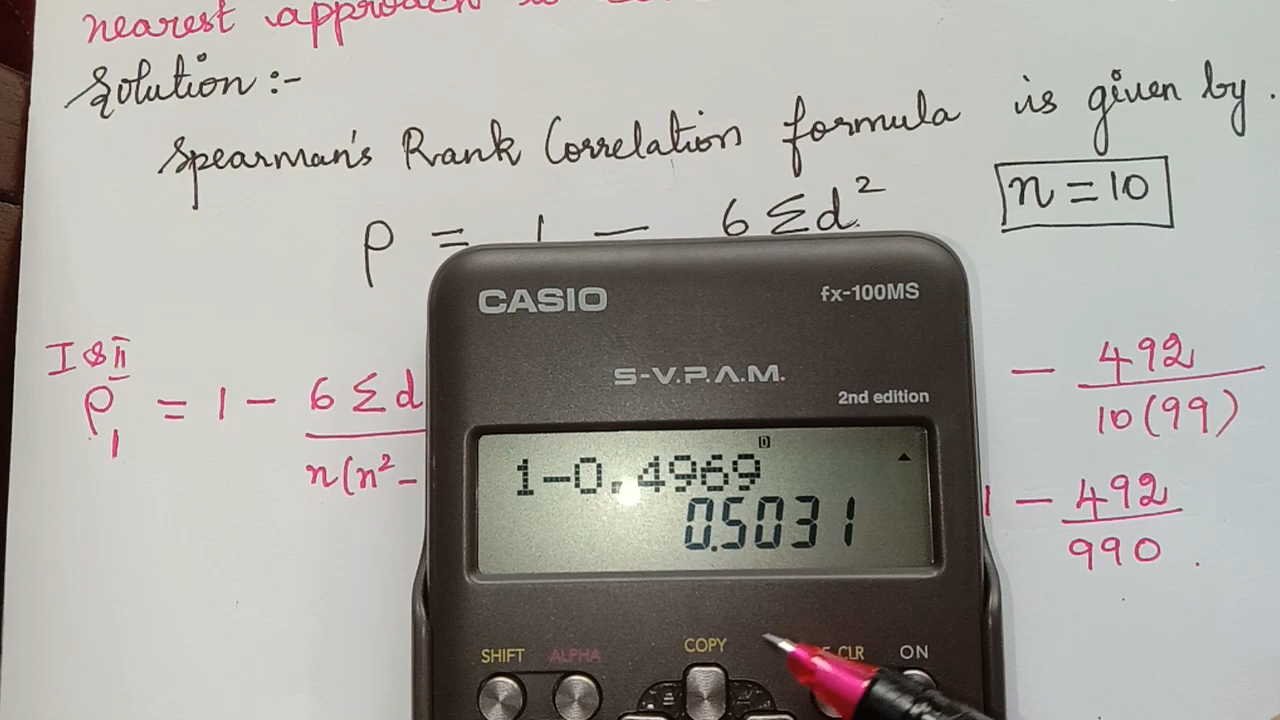 nearest approach
Solution :-
Spearman's Rank Correlation formula is given by.
n = 10
ρ = 1 - 6 Σd²
CASIO fx-100MS
S-V.P.A.M.
2nd edition
I & II
ρ₁ = 1 - 6 Σd
n(n² -
- 492
10(99)
1 - 492
990 .
D
1-0.4969
0.5031
SHIFT ALPHA COPY CLR ON